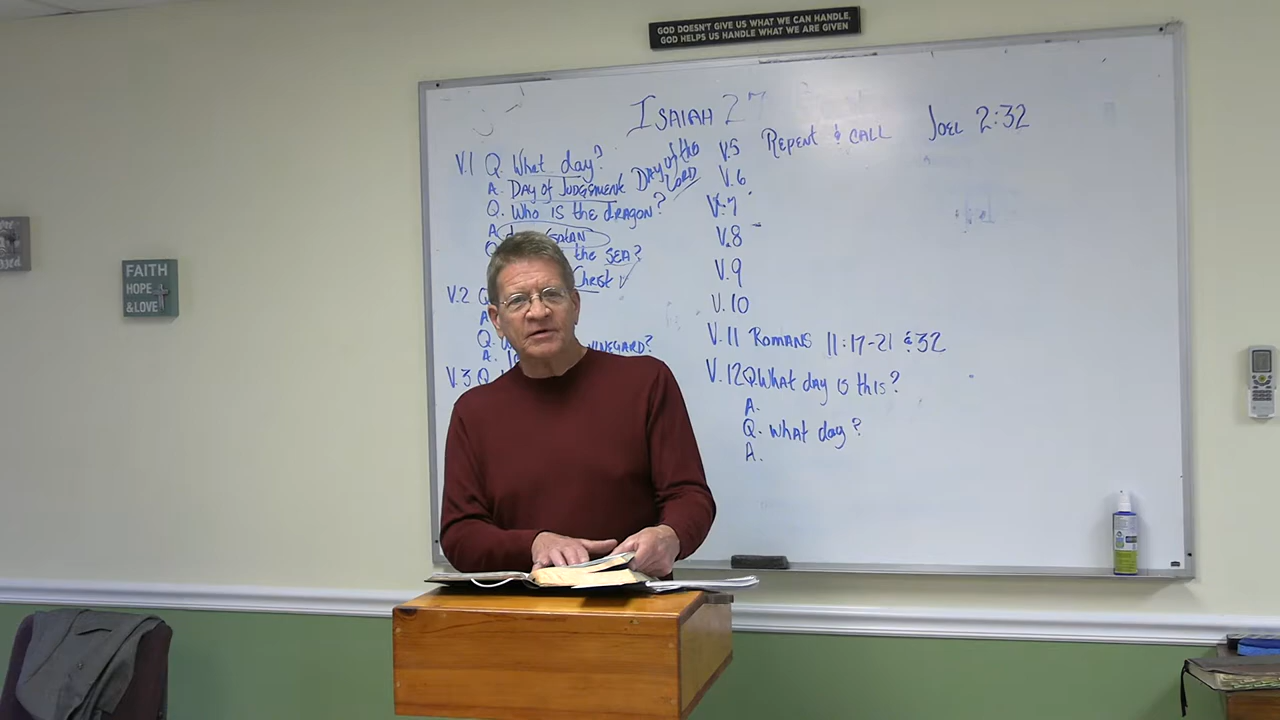 GOD DOESN'T GIVE US WHAT WE CAN HANDLE,
GOD HELPS US HANDLE WHAT WE ARE GIVEN
FAITH
HOPE
& LOVE
ISAIAH 27
V.1 Q. What day?
A. DAY of JUDGEMENT DAY of the LORD
Q. Who is the dragon?
A. SATAN
Q the SEA?
CHRIST
V.2 Q
A
Q. VINEYARD?
A.
V.3 Q.
V.5 REPENT & CALL JOEL 2:32
V.6
V.7
V.8
V.9
V.10
V.11 ROMANS 11:17-21 & 32
V.12 Q. What day is this?
A.
Q. What day?
A.